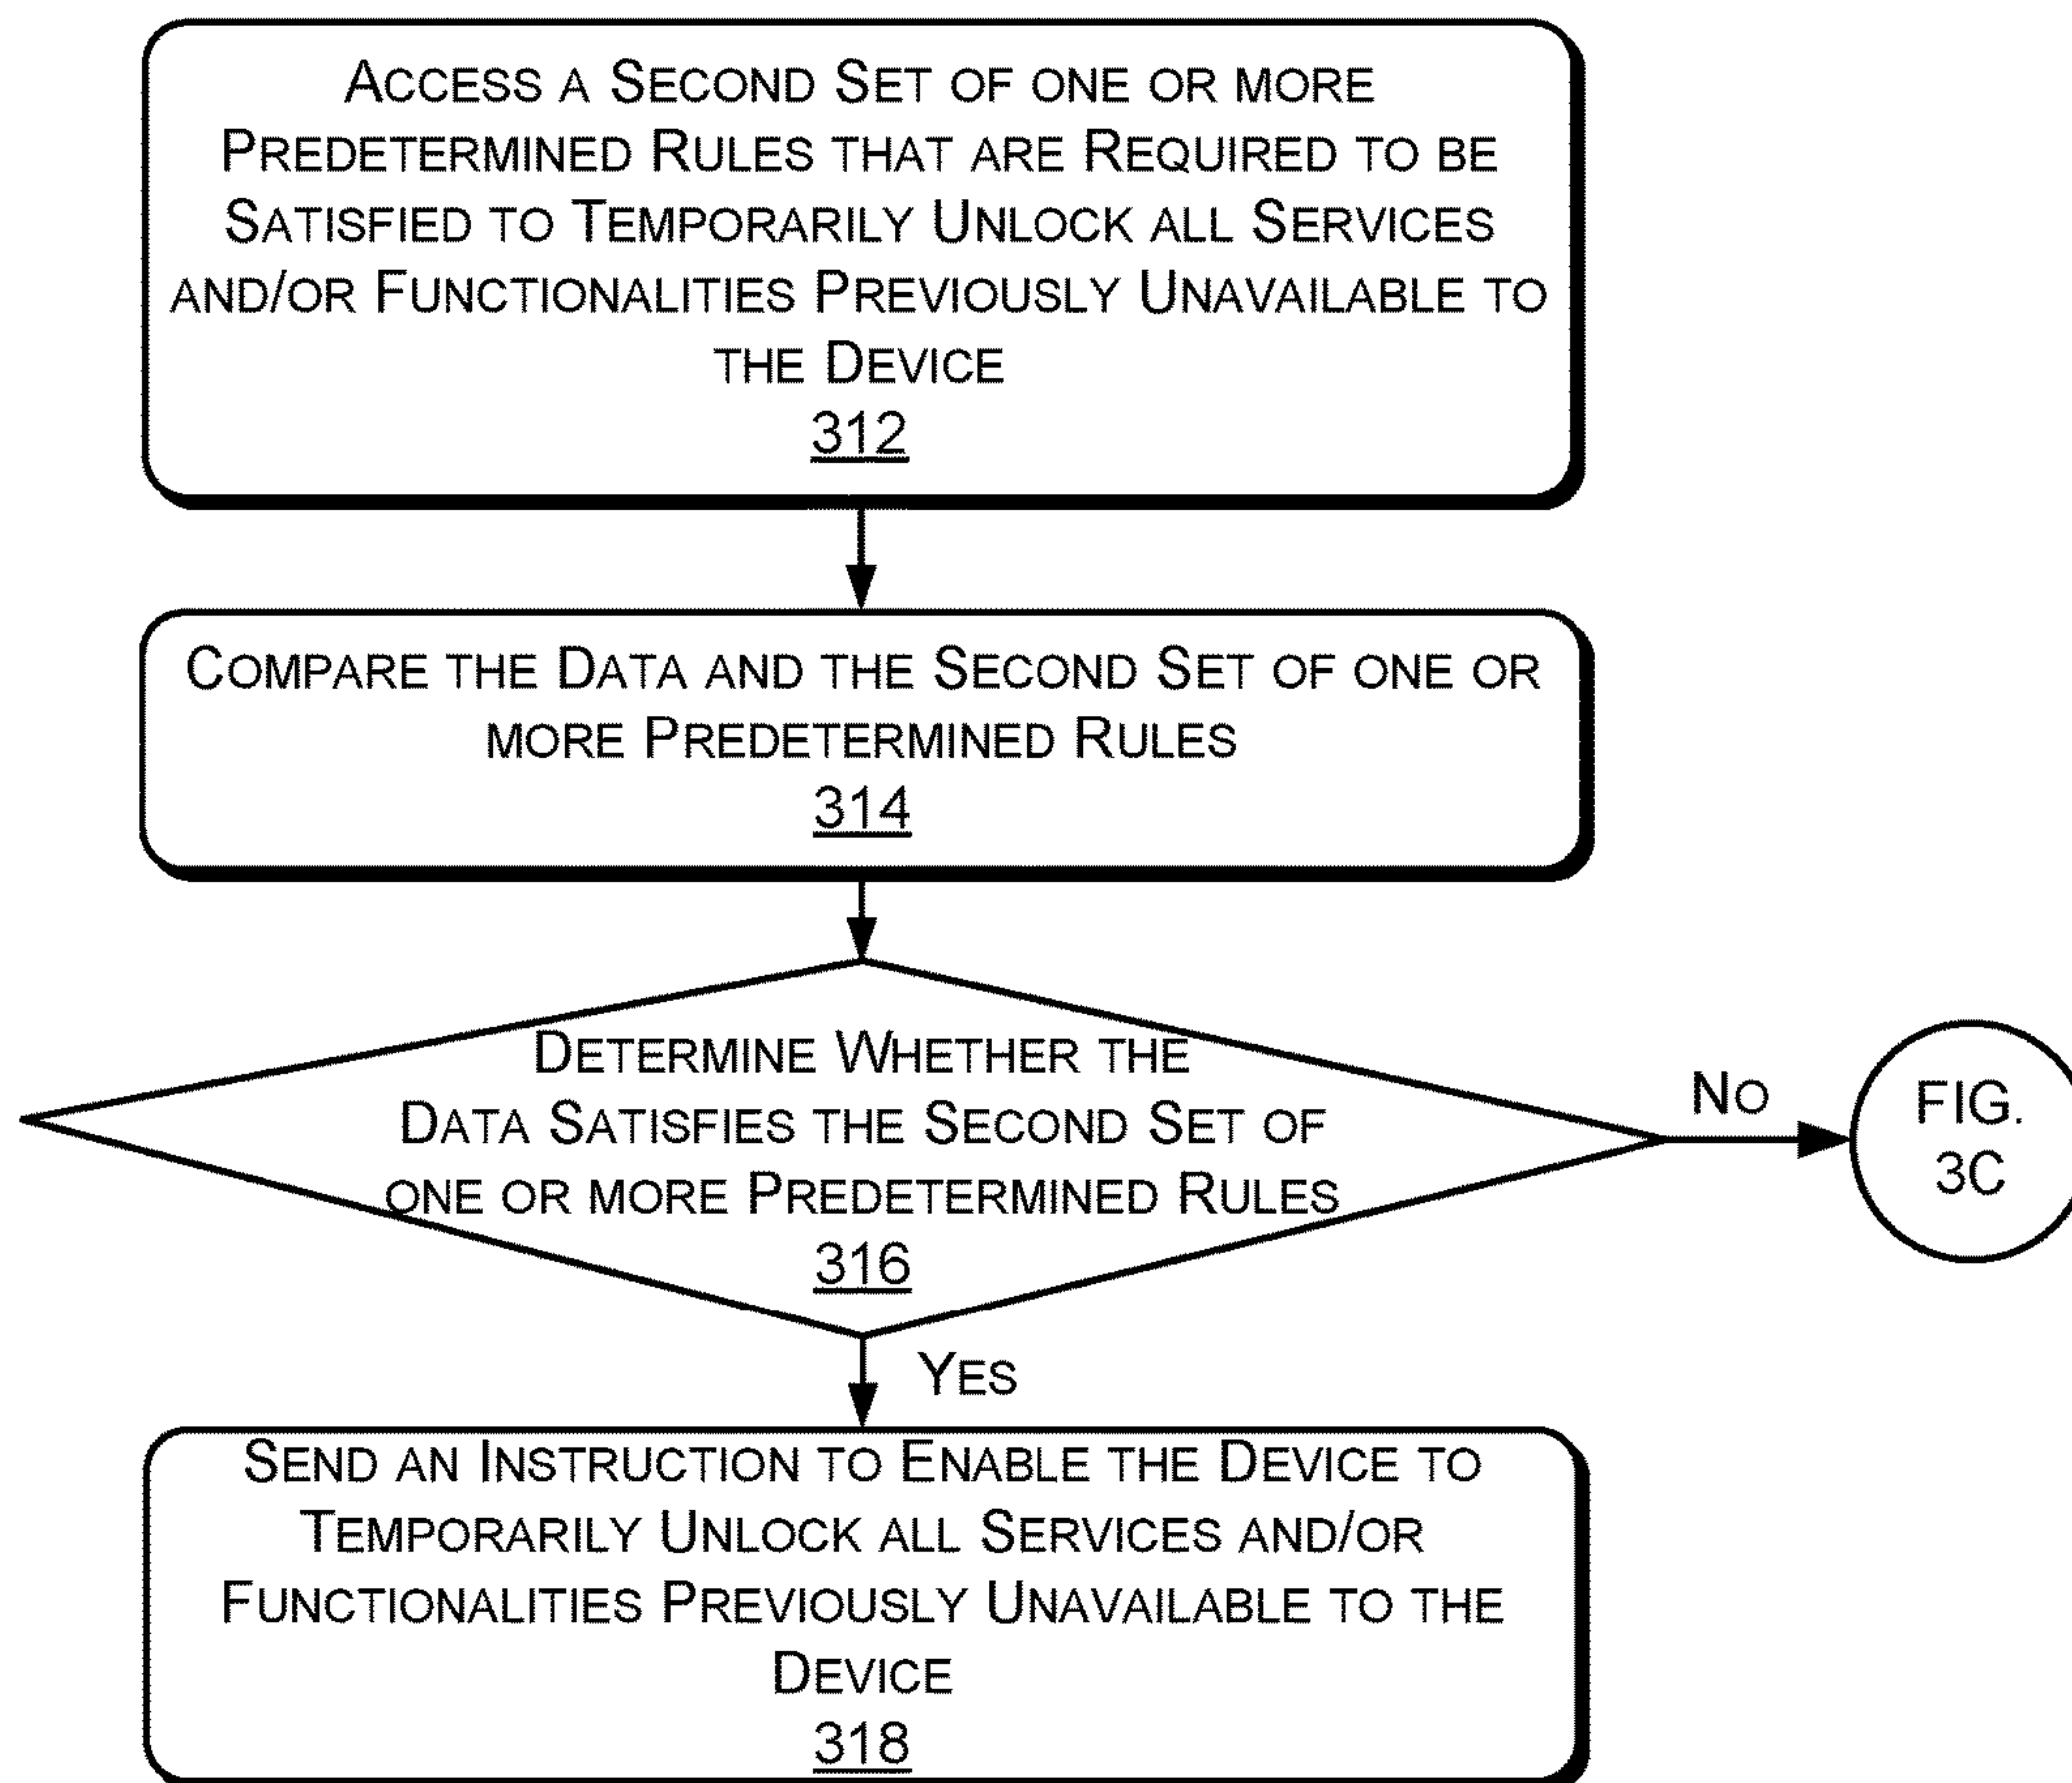 ACCESS A SECOND SET OF ONE OR MORE
PREDETERMINED RULES THAT ARE REQUIRED TO BE
SATISFIED TO TEMPORARILY UNLOCK ALL SERVICES
AND/OR FUNCTIONALITIES PREVIOUSLY UNAVAILABLE TO
THE DEVICE
312
COMPARE THE DATA AND THE SECOND SET OF ONE OR
MORE PREDETERMINED RULES
314
DETERMINE WHETHER THE
DATA SATISFIES THE SECOND SET OF
ONE OR MORE PREDETERMINED RULES
316
NO
FIG.
3C
YES
SEND AN INSTRUCTION TO ENABLE THE DEVICE TO
TEMPORARILY UNLOCK ALL SERVICES AND/OR
FUNCTIONALITIES PREVIOUSLY UNAVAILABLE TO THE
DEVICE
318